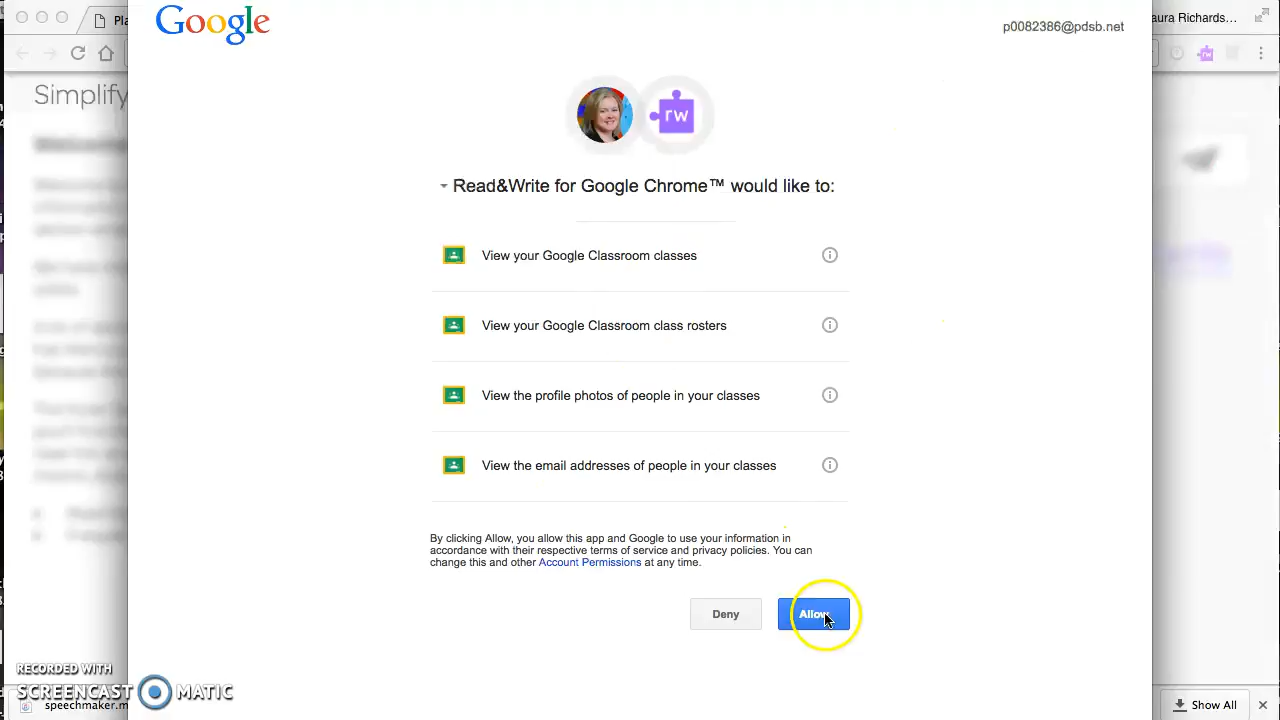 Google
Pla
aura Richards...
p0082386@pdsb.net
Simplify
rw
Read&Write for Google Chrome™ would like to:
View your Google Classroom classes
View your Google Classroom class rosters
View the profile photos of people in your classes
View the email addresses of people in your classes
By clicking Allow, you allow this app and Google to use your information in
accordance with their respective terms of service and privacy policies. You can
change this and other Account Permissions at any time.
Deny
Allow
RECORDED WITH
SCREENCAST MATIC
speechmaker.m
Show All